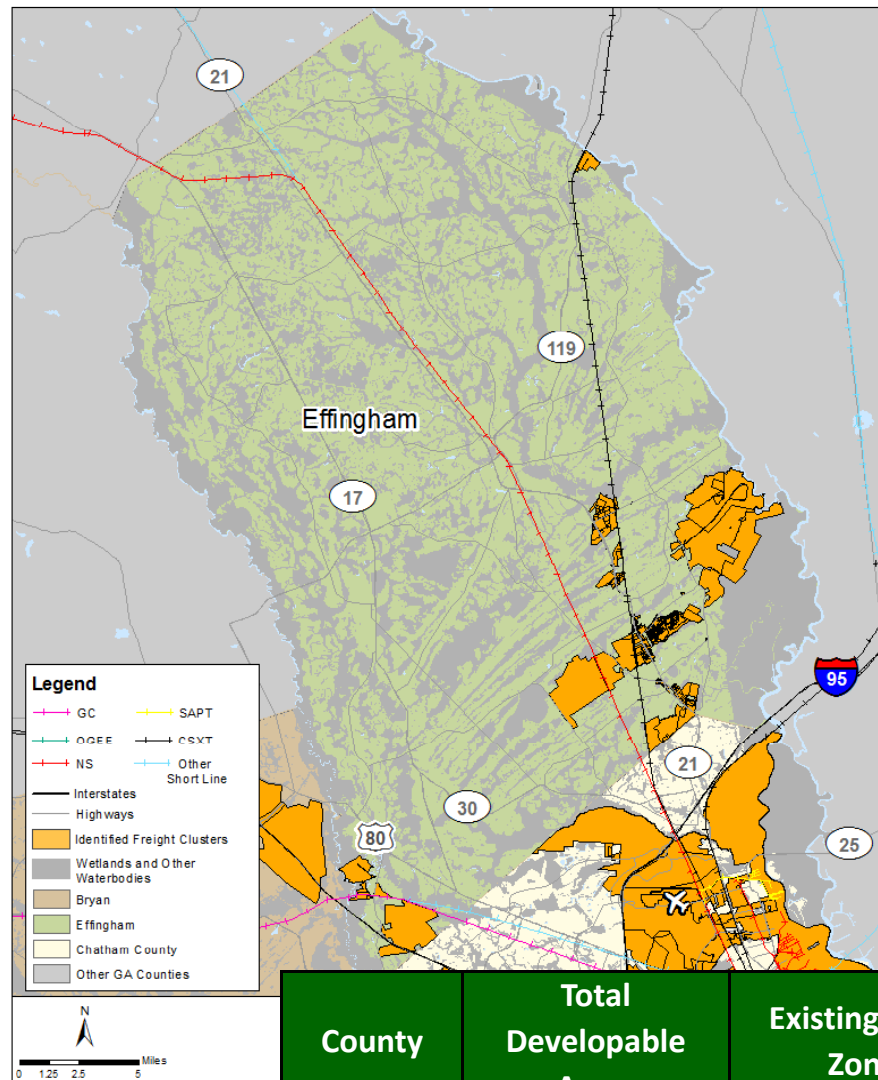 21
119
Effingham
17
95
21
30
80
25
Legend
GC
SAPT
OGEE
CSXT
NS
Other
Short Line
Interstates
Highways
Identified Freight Clusters
Wetlands and Other
Waterbodies
Bryan
Effingham
Chatham County
Other GA Counties
N
Miles
0 1.25 2.5 5
County
Total
Developable
Existing
Zon